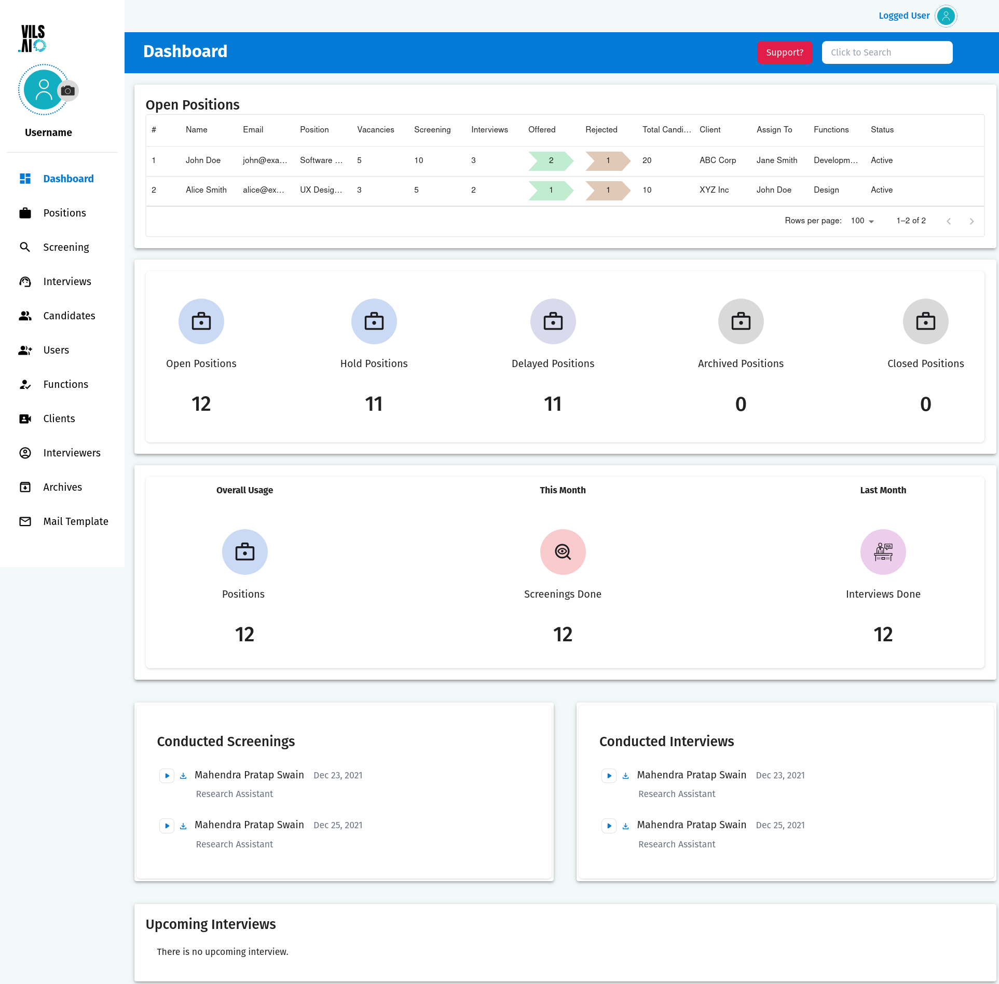 VILS
.AI
Username
Dashboard
Positions
Screening
Interviews
Candidates
Users
Functions
Clients
Interviewers
Archives
Mail Template
Logged User
Dashboard
Support?
Click to Search
Open Positions
# Name Email Position Vacancies Screening Interviews Offered Rejected Total Candi... Client Assign To Functions Status
1 John Doe john@exa... Software ... 5 10 3 2 1 20 ABC Corp Jane Smith Developm... Active
2 Alice Smith alice@ex... UX Desig... 3 5 2 1 1 10 XYZ Inc John Doe Design Active
Rows per page: 100 1–2 of 2
Open Positions Hold Positions Delayed Positions Archived Positions Closed Positions
12 11 11 0 0
Overall Usage This Month Last Month
Positions Screenings Done Interviews Done
12 12 12
Conducted Screenings
Mahendra Pratap Swain Dec 23, 2021
Research Assistant
Mahendra Pratap Swain Dec 25, 2021
Research Assistant
Conducted Interviews
Mahendra Pratap Swain Dec 23, 2021
Research Assistant
Mahendra Pratap Swain Dec 25, 2021
Research Assistant
Upcoming Interviews
There is no upcoming interview.